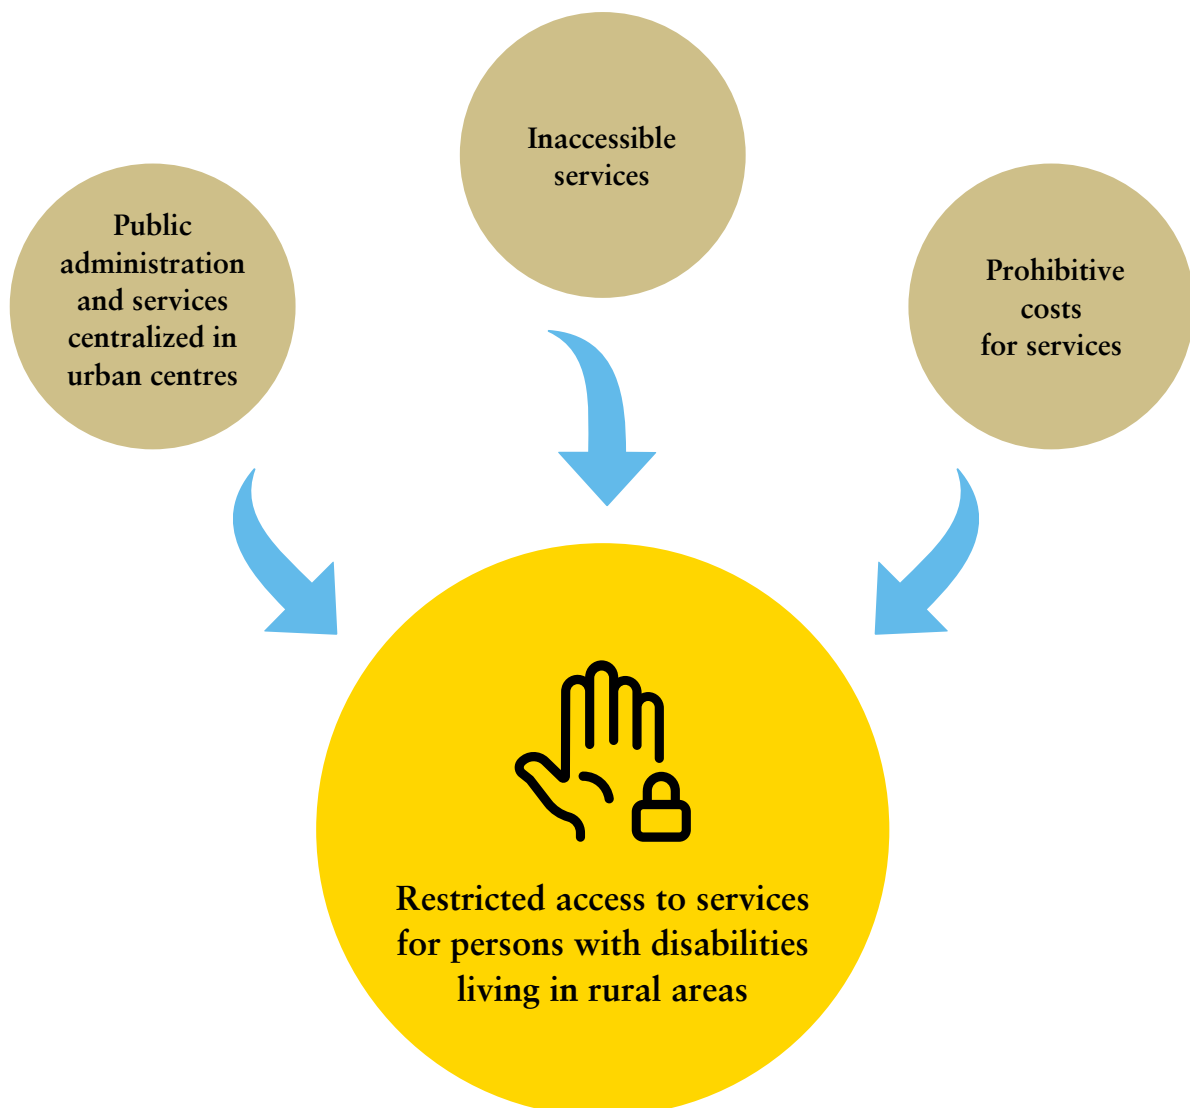 Inaccessible
services
Public
administration
and services
centralized in
urban centres
Prohibitive
costs
for services
Restricted access to services
for persons with disabilities
living in rural areas